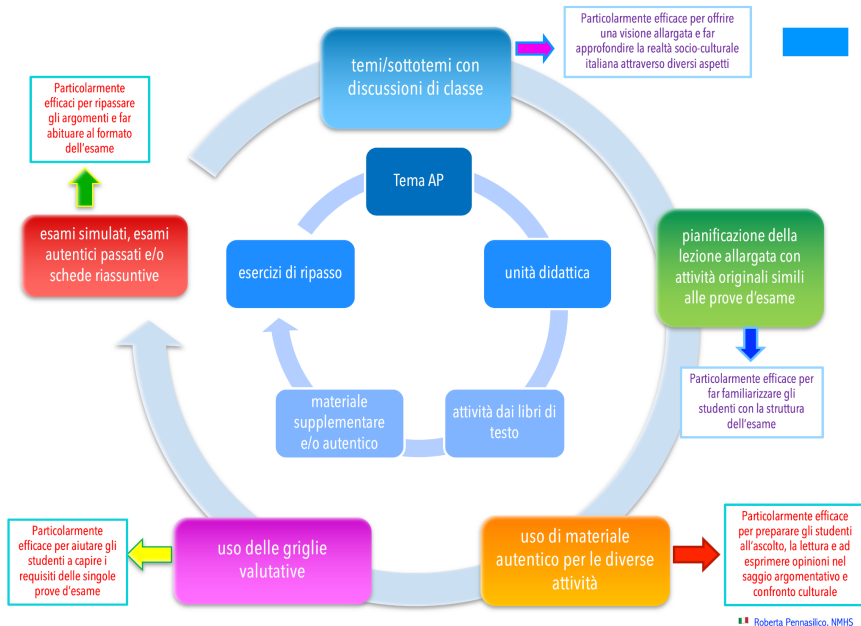 Particolarmente efficace per offrire
una visione allargata e far
approfondire la realtà socio-culturale
italiana attraverso diversi aspetti
temi/sottotemi con
discussioni di classe
Particolarmente
efficaci per ripassare
gli argomenti e far
abituare al formato
dell'esame
Tema AP
esami simulati, esami
autentici passati e/o
schede riassuntive
esercizi di ripasso
unità didattica
pianificazione della
lezione allargata con
attività originali simili
alle prove d'esame
Particolarmente efficace per
far familiarizzare gli
studenti con la struttura
dell'esame
materiale
supplementare
e/o autentico
attività dai libri di
testo
Particolarmente
efficace per aiutare gli
studenti a capire i
requisiti delle singole
prove d'esame
uso delle griglie
valutative
uso di materiale
autentico per le diverse
attività
Particolarmente efficace
per preparare gli studenti
all'ascolto, la lettura e ad
esprimere opinioni nel
saggio argomentativo e
confronto culturale
Roberta Pennasilico. NMHS